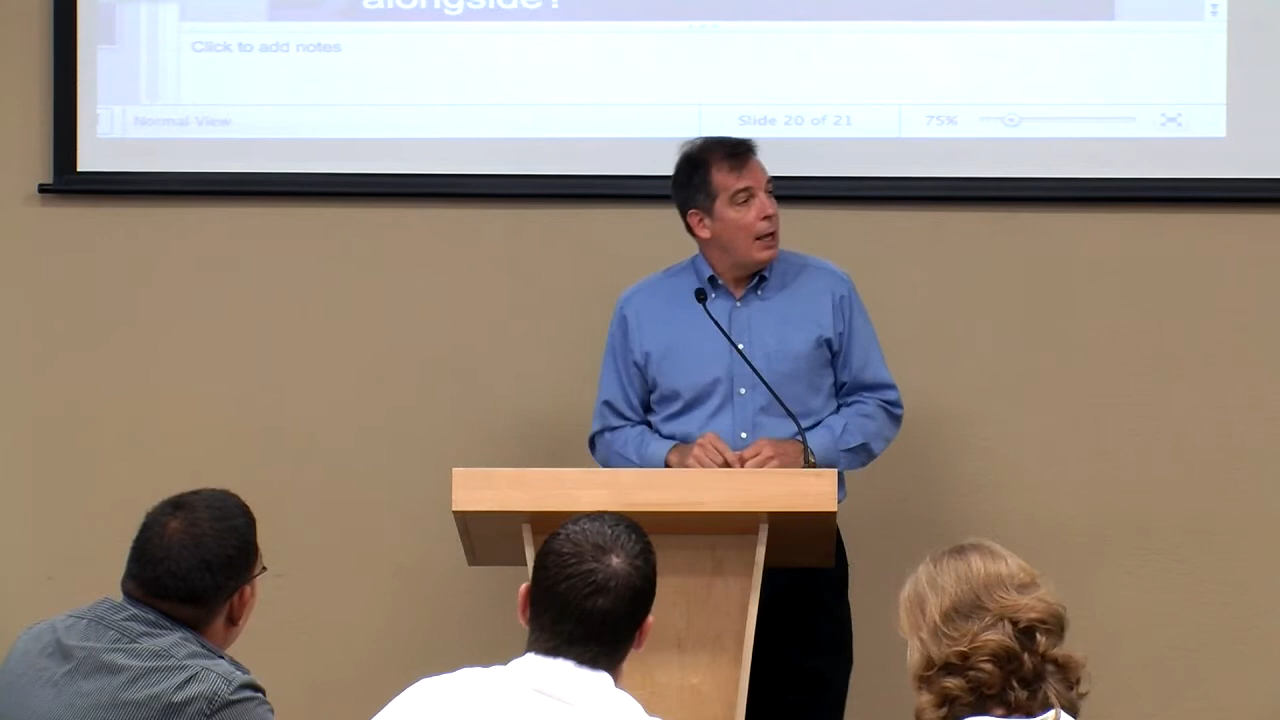 alongside?
Click to add notes
Normal View
Slide 20 of 21
75%